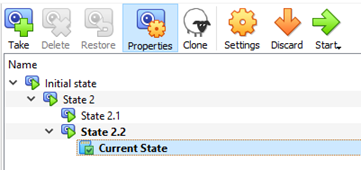 Take Delete Restore Properties Clone Settings Discard Start
Name
Initial state
State 2
State 2.1
State 2.2
Current State